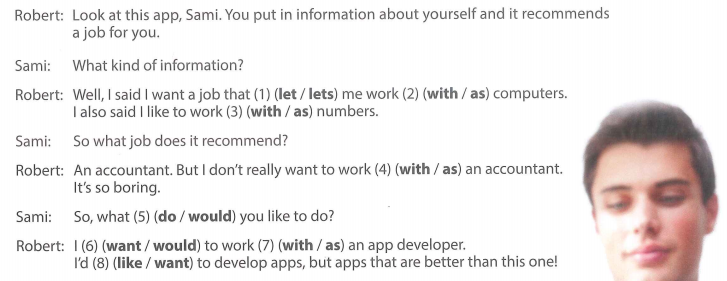 Robert: Look at this app, Sami. You put in information about yourself and it recommends
a job for you.
Sami: What kind of information?
Robert: Well, I said I want a job that (1) (let / lets) me work (2) (with / as) computers.
I also said I like to work (3) (with / as) numbers.
Sami: So what job does it recommend?
Robert: An accountant. But I don't really want to work (4) (with / as) an accountant.
It's so boring.
Sami: So, what (5) (do / would) you like to do?
Robert: I (6) (want / would) to work (7) (with / as) an app developer.
I'd (8) (like / want) to develop apps, but apps that are better than this one!